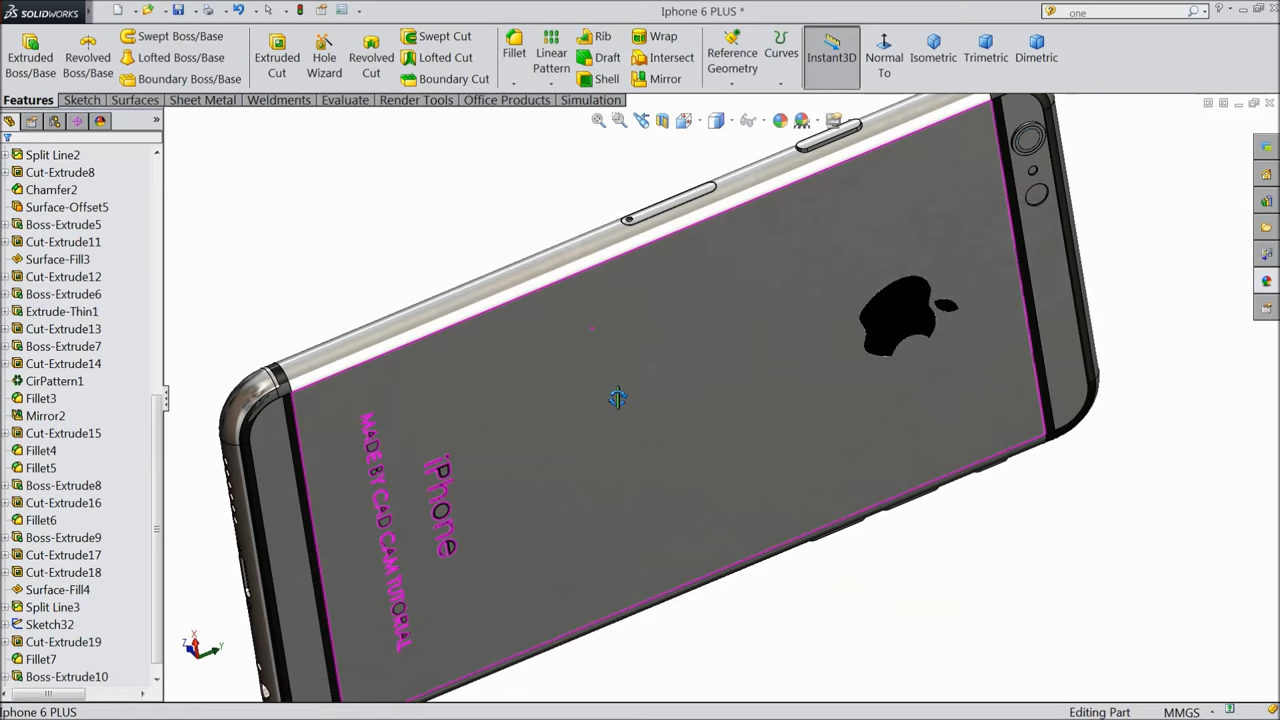 SOLIDWORKS
Iphone 6 PLUS *
one
Extruded Boss/Base
Revolved Boss/Base
Swept Boss/Base
Lofted Boss/Base
Boundary Boss/Base
Extruded Cut
Hole Wizard
Revolved Cut
Swept Cut
Lofted Cut
Boundary Cut
Fillet
Linear Pattern
Rib
Draft
Shell
Wrap
Intersect
Mirror
Reference Geometry
Curves
Instant3D
Normal To
Isometric
Trimetric
Dimetric
Features
Sketch
Surfaces
Sheet Metal
Weldments
Evaluate
Render Tools
Office Products
Simulation
Split Line2
Cut-Extrude8
Chamfer2
Surface-Offset5
Boss-Extrude5
Cut-Extrude11
Surface-Fill3
Cut-Extrude12
Boss-Extrude6
Extrude-Thin1
Cut-Extrude13
Boss-Extrude7
Cut-Extrude14
CirPattern1
Fillet3
Mirror2
Cut-Extrude15
Fillet4
Fillet5
Boss-Extrude8
Cut-Extrude16
Fillet6
Boss-Extrude9
Cut-Extrude17
Cut-Extrude18
Surface-Fill4
Split Line3
Sketch32
Cut-Extrude19
Fillet7
Boss-Extrude10
MADE BY CAD CAM TUTORIAL
iPhone
X
Y
Z
Iphone 6 PLUS
Editing Part
MMGS